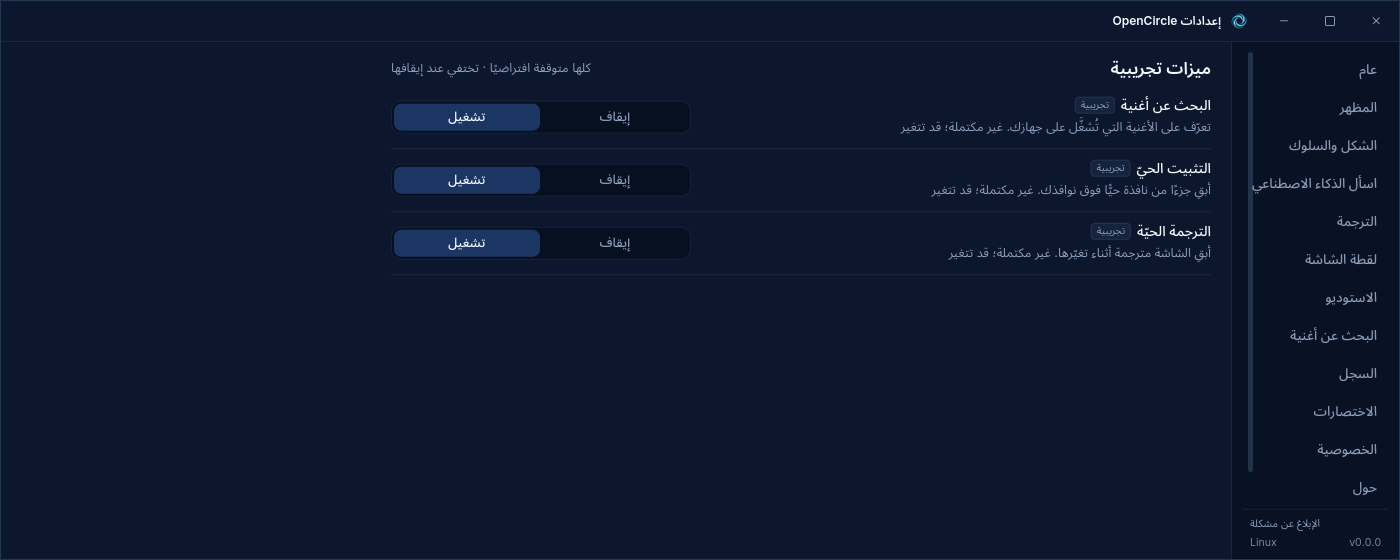 إعدادات OpenCircle
عام
المظهر
الشكل والسلوك
اسأل الذكاء الاصطناعي
الترجمة
لقطة الشاشة
الاستوديو
البحث عن أغنية
السجل
الاختصارات
الخصوصية
حول
الإبلاغ عن مشكلة
v0.0.0 Linux
ميزات تجريبية
كلها متوقفة افتراضيًا · تختفي عند إيقافها
البحث عن أغنية تجريبية
تعرّف على الأغنية التي تُشغَّل على جهازك. غير مكتملة؛ قد تتغير
إيقاف تشغيل
التثبيت الحيّ تجريبية
أبقِ جزءًا من نافذة حيًّا فوق نوافذك. غير مكتملة؛ قد تتغير
إيقاف تشغيل
الترجمة الحيّة تجريبية
أبقِ الشاشة مترجمة أثناء تغيّرها. غير مكتملة؛ قد تتغير
إيقاف تشغيل